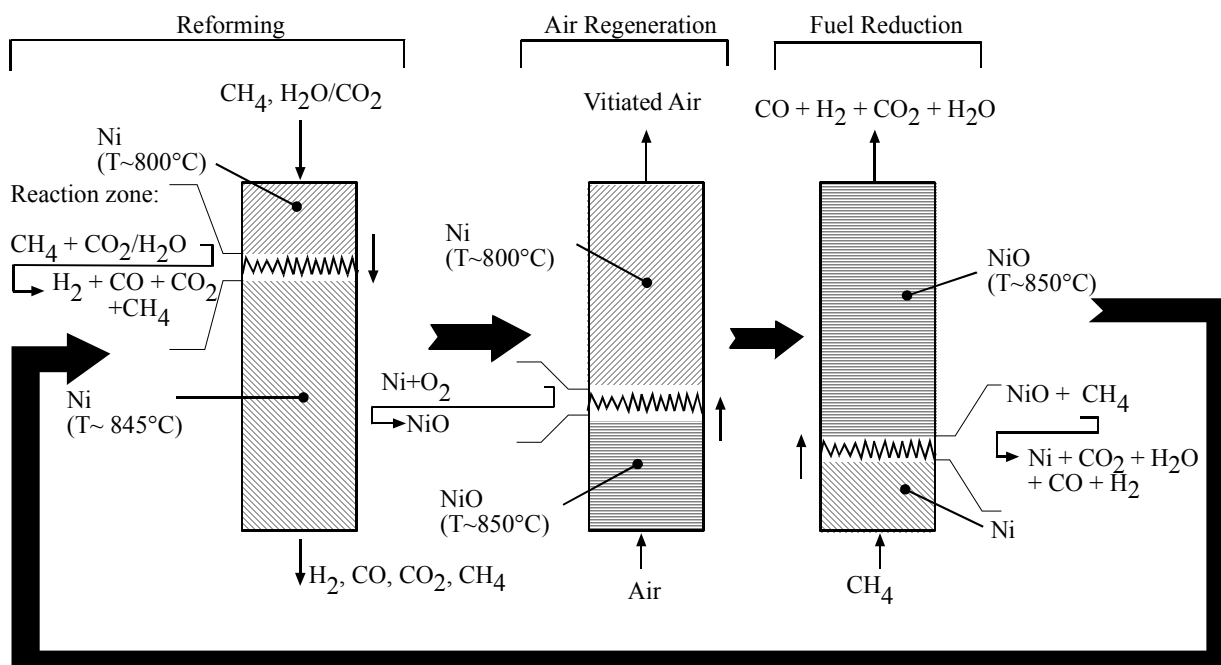 Reforming
CH4, H2O/CO2
Ni
(T~800°C)
Reaction zone:
CH4 + CO2/H2O
H2 + CO + CO2
+CH4
Ni
(T~ 845°C)
H2, CO, CO2, CH4
Air Regeneration
Vitiated Air
Ni
(T~800°C)
Ni+O2
NiO
NiO
(T~850°C)
Air
Fuel Reduction
CO + H2 + CO2 + H2O
NiO
(T~850°C)
NiO + CH4
Ni + CO2 + H2O
+ CO + H2
Ni
CH4